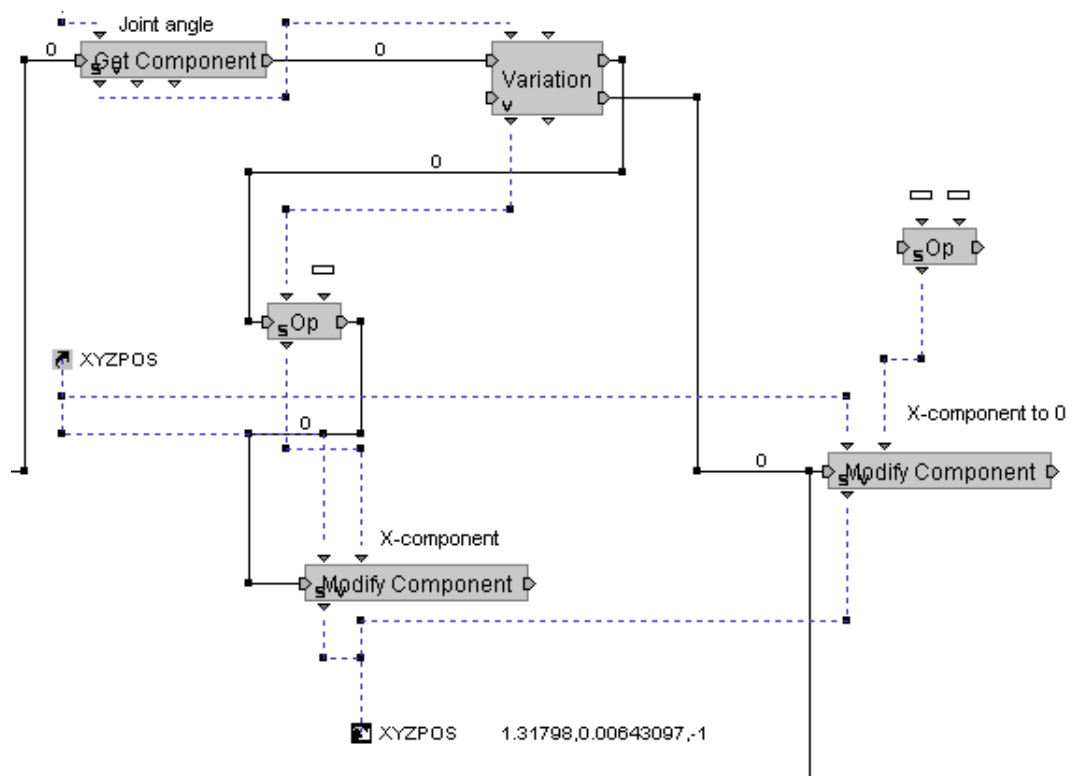 Joint angle
0
0
0
Get Component
S V
Variation
V
0
Op
S
Op
S
XYZPOS
X-component to 0
0
0
Modify Component
S V
X-component
Modify Component
S V
XYZPOS 1.31798,0.00643097,-1